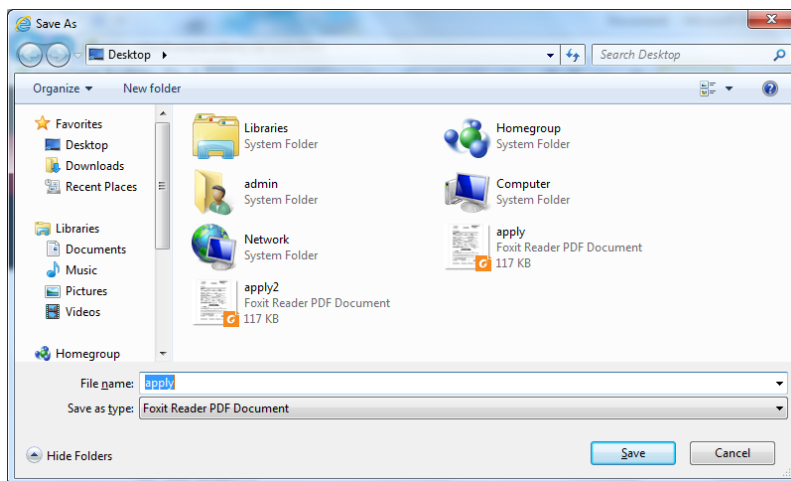 Save As
Desktop
Search Desktop
Organize
New folder
Favorites
Desktop
Downloads
Recent Places
Libraries
Documents
Music
Pictures
Videos
Homegroup
Libraries
System Folder
Homegroup
System Folder
admin
System Folder
Computer
System Folder
Network
System Folder
apply
Foxit Reader PDF Document
117 KB
apply2
Foxit Reader PDF Document
117 KB
File name: apply
Save as type: Foxit Reader PDF Document
Hide Folders
Save
Cancel